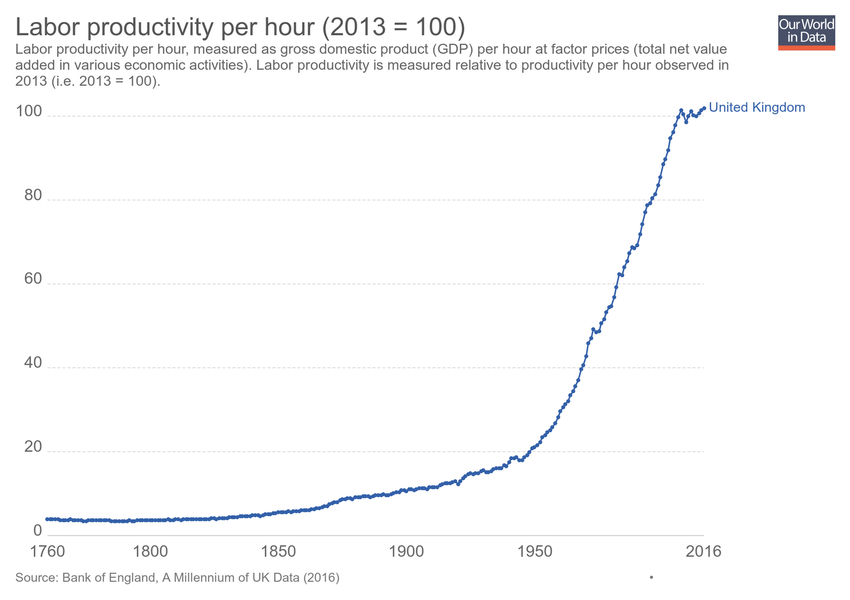 Labor productivity per hour (2013 = 100)
Our World
in Data
Labor productivity per hour, measured as gross domestic product (GDP) per hour at factor prices (total net value
added in various economic activities). Labor productivity is measured relative to productivity per hour observed in
2013 (i.e. 2013 = 100).
100
United Kingdom
80
60
40
20
0
1760 1800 1850 1900 1950 2016
Source: Bank of England, A Millennium of UK Data (2016)